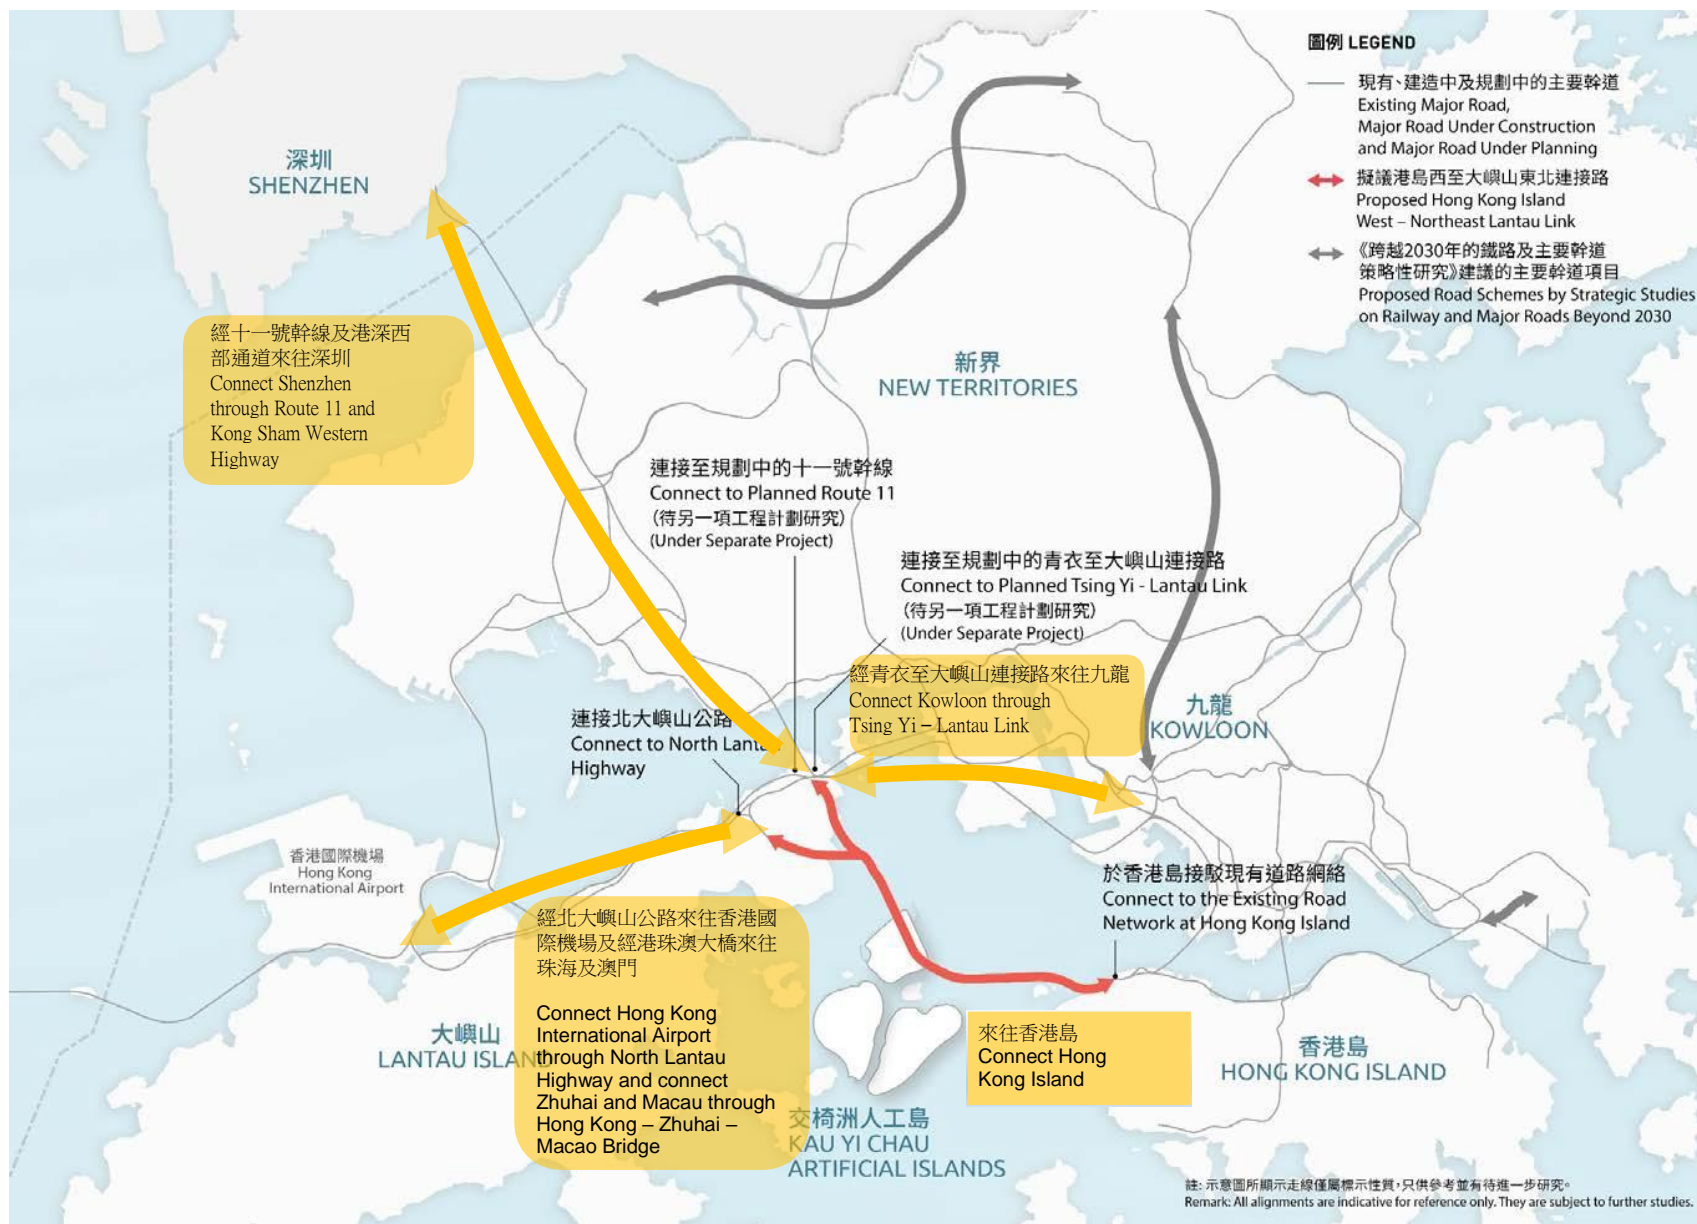 圖例 LEGEND
現有、建造中及規劃中的主要幹道
Existing Major Road,
Major Road Under Construction
and Major Road Under Planning
擬議港島西至大嶼山東北連接路
Proposed Hong Kong Island
West – Northeast Lantau Link
《跨越2030年的鐵路及主要幹道
策略性研究》建議的主要幹道項目
Proposed Road Schemes by Strategic Studies
on Railway and Major Roads Beyond 2030
深圳
SHENZHEN
經十一號幹線及港深西
部通道來往深圳
Connect Shenzhen
through Route 11 and
Kong Sham Western
Highway
新界
NEW TERRITORIES
連接至規劃中的十一號幹線
Connect to Planned Route 11
(待另一項工程計劃研究)
(Under Separate Project)
連接至規劃中的青衣至大嶼山連接路
Connect to Planned Tsing Yi - Lantau Link
(待另一項工程計劃研究)
(Under Separate Project)
經青衣至大嶼山連接路來往九龍
Connect Kowloon through
Tsing Yi – Lantau Link
九龍
KOWLOON
連接北大嶼山公路
Connect to North Lantau
Highway
香港國際機場
Hong Kong
International Airport
於香港島接駁現有道路網絡
Connect to the Existing Road
Network at Hong Kong Island
經北大嶼山公路來往香港國
際機場及經港珠澳大橋來往
珠海及澳門
Connect Hong Kong
International Airport
through North Lantau
Highway and connect
Zhuhai and Macau through
Hong Kong – Zhuhai –
Macao Bridge
大嶼山
LANTAU ISLAND
來往香港島
Connect Hong
Kong Island
香港島
HONG KONG ISLAND
交椅洲人工島
KAU YI CHAU
ARTIFICIAL ISLANDS
註: 示意圖所顯示走線僅屬標示性質,只供參考並有待進一步研究。
Remark: All alignments are indicative for reference only. They are subject to further studies.